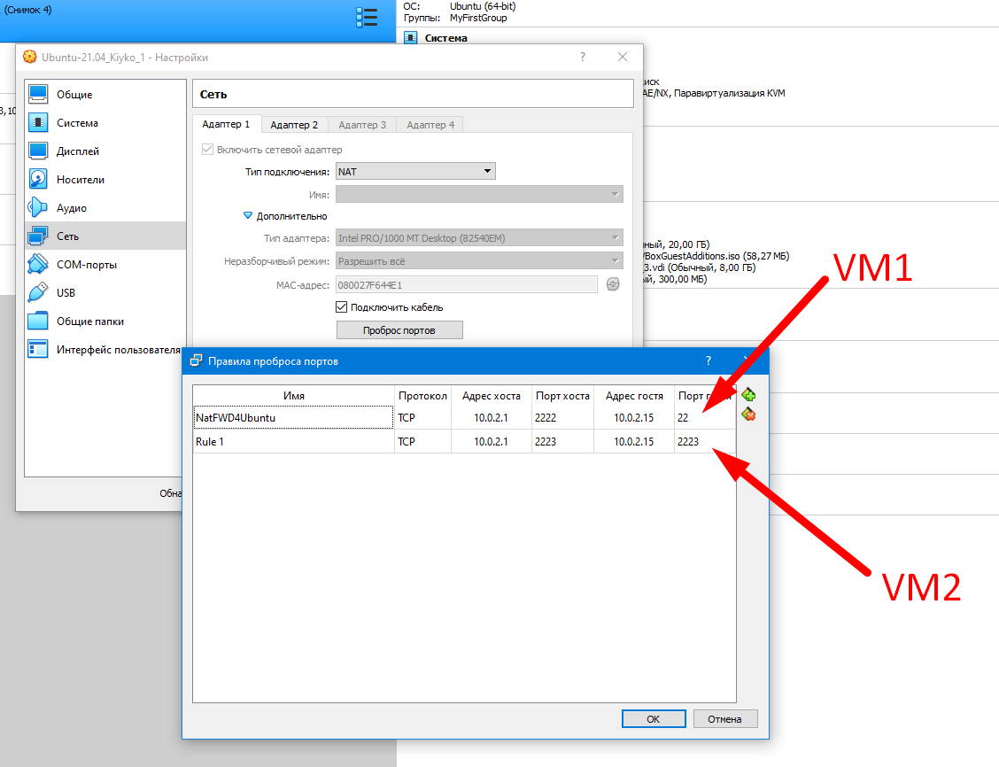 (Снимок 4)
ОС: Ubuntu (64-bit)
Группы: MyFirstGroup
Система
Ubuntu-21.04_Kiyko_1 - Настройки
?
Общие
Система
Дисплей
Носители
Аудио
Сеть
COM-порты
USB
Общие папки
Интерфейс пользователя
Сеть
Адаптер 1 Адаптер 2 Адаптер 3 Адаптер 4
Включить сетевой адаптер
Тип подключения: NAT
Имя:
Дополнительно
Тип адаптера: Intel PRO/1000 MT Desktop (82540EM)
Неразборчивый режим: Разрешить всё
MAC-адрес: 080027F644E1
Подключить кабель
Проброс портов
иск
AE/NX, Паравиртуализация KVM
ный, 20,00 ГБ)
/BoxGuestAdditions.iso (58,27 МБ)
3.vdi (Обычный, 8,00 ГБ)
ый, 300,00 МБ)
VM1
Правила проброса портов
?
Имя Протокол Адрес хоста Порт хоста Адрес гостя Порт г
NatFWD4Ubuntu TCP 10.0.2.1 2222 10.0.2.15 22
Rule 1 TCP 10.0.2.1 2223 10.0.2.15 2223
VM2
Обна
OK Отмена